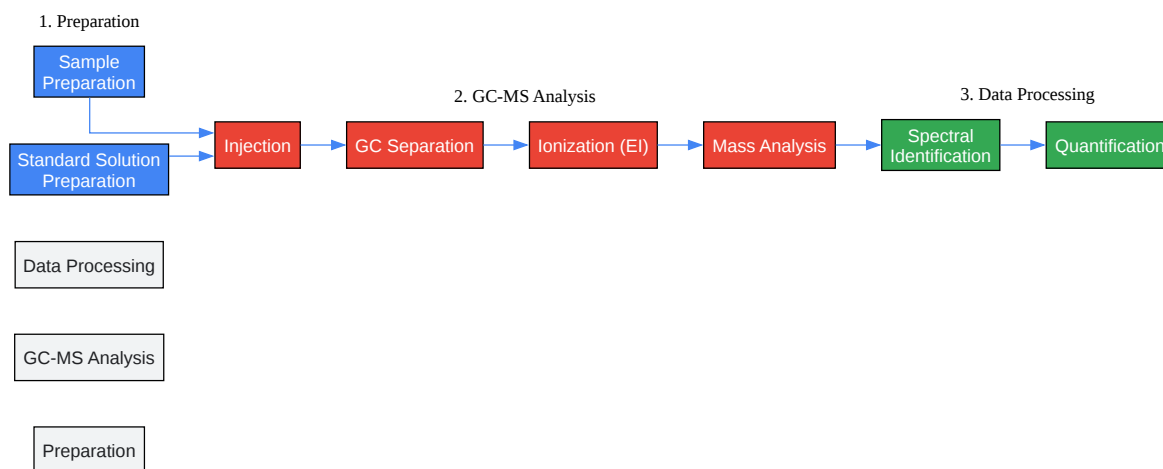 1. Preparation
Sample
Preparation
2. GC-MS Analysis
3. Data Processing
Injection
GC Separation
Ionization (EI)
Mass Analysis
Spectral
Identification
Quantification
Standard Solution
Preparation
Data Processing
GC-MS Analysis
Preparation